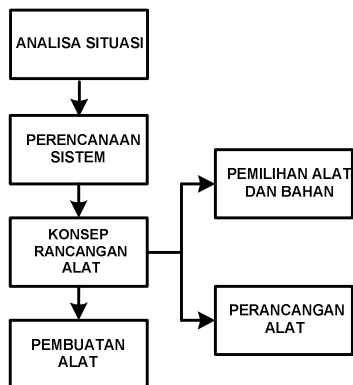 ANALISA SITUASI
PERENCANAAN
SISTEM
KONSEP
RANCANGAN
ALAT
PEMILIHAN ALAT
DAN BAHAN
PERANCANGAN
ALAT
PEMBUATAN
ALAT